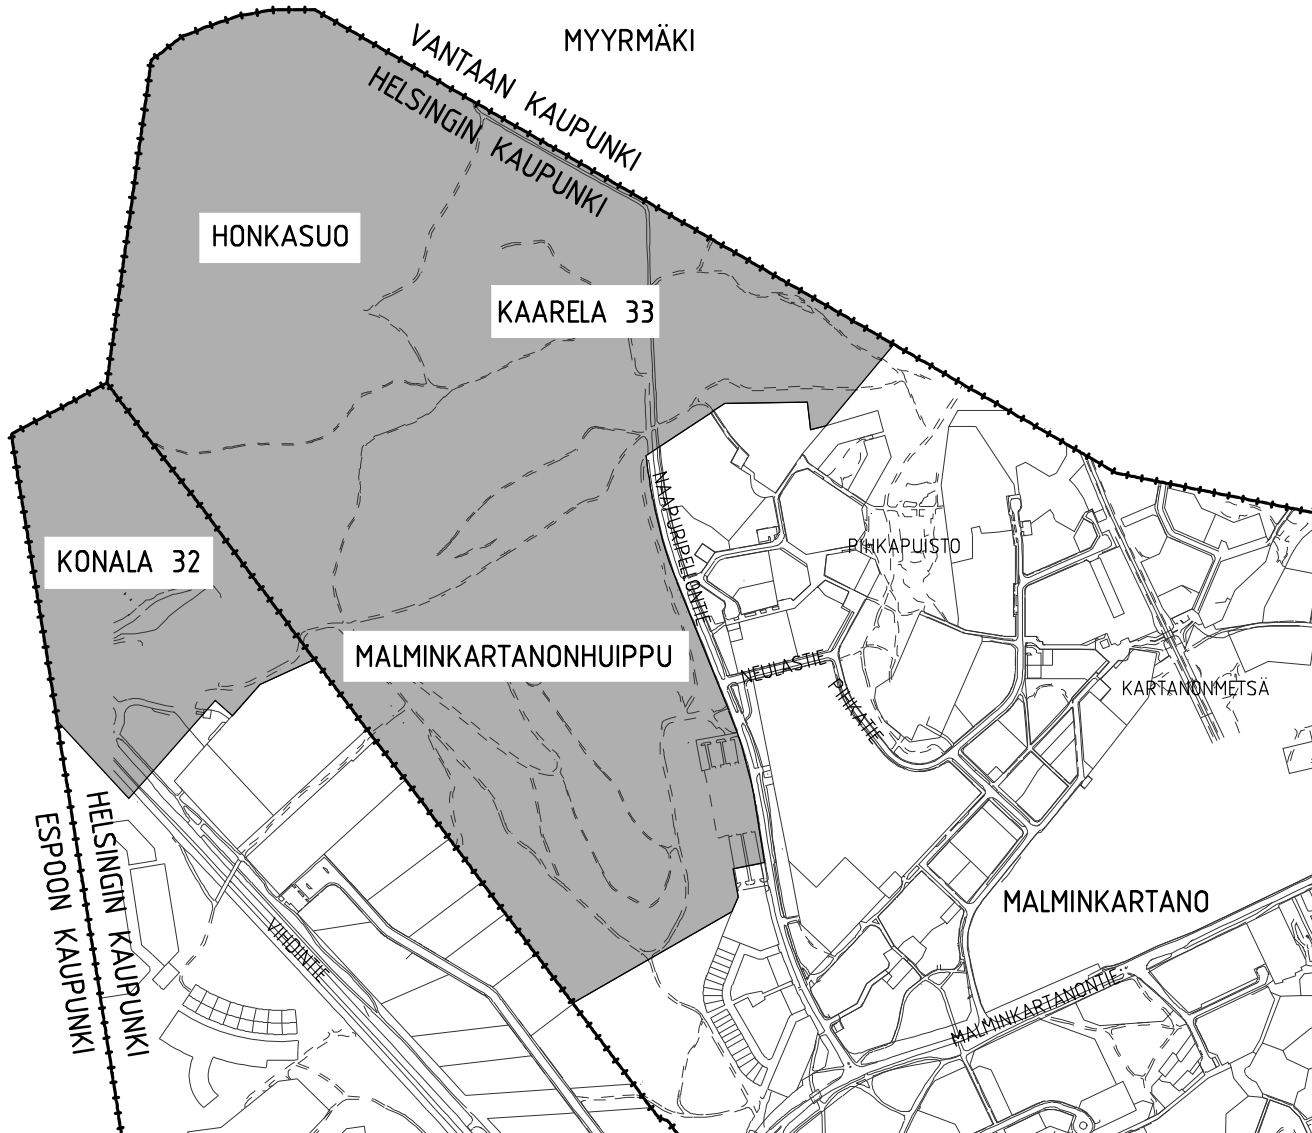 MYYRMÄKI
VANTAAN KAUPUNKI
HELSINGIN KAUPUNKI
HONKASUO
KAARELA 33
KONALA 32
NAAPURIPELLONTIE
PIHKAPUISTO
MALMINKARTANONHUIPPU
NEULASTIE
PIHKATIE
KARTANONMETSÄ
HELSINGIN KAUPUNKI
ESPOON KAUPUNKI
VIHDINTIE
MALMINKARTANO
MALMINKARTANONTIE